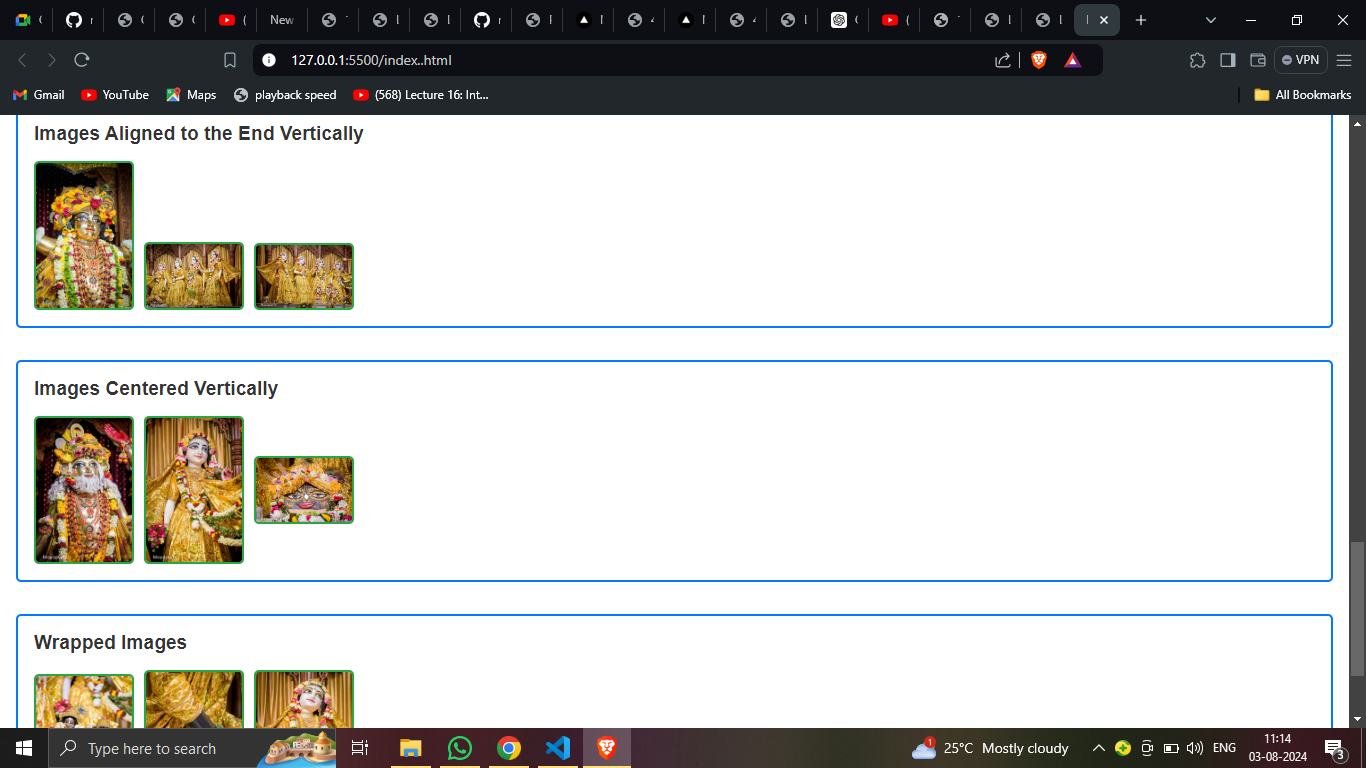 New
127.0.0.1:5500/index..html
VPN
Gmail
YouTube
Maps
playback speed
(568) Lecture 16: Int...
All Bookmarks
Images Aligned to the End Vertically
Images Centered Vertically
Wrapped Images
Type here to search
1
25°C Mostly cloudy
ENG
11:14
03-08-2024
3